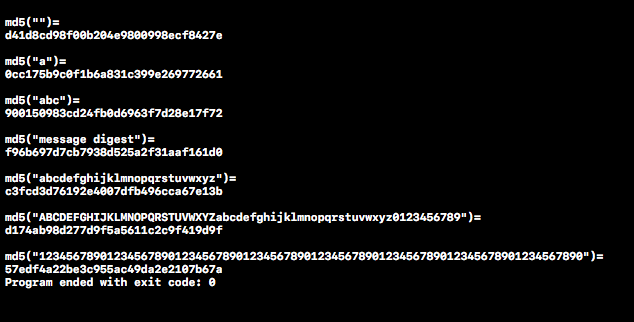 md5("")=
d41d8cd98f00b204e9800998ecf8427e
md5("a")=
0cc175b9c0f1b6a831c399e269772661
md5("abc")=
900150983cd24fb0d6963f7d28e17f72
md5("message digest")=
f96b697d7cb7938d525a2f31aaf161d0
md5("abcdefghijklmnopqrstuvwxyz")=
c3fcd3d76192e4007dfb496cca67e13b
md5("ABCDEFGHIJKLMNOPQRSTUVWXYZabcdefghijklmnopqrstuvwxyz0123456789")=
d174ab98d277d9f5a5611c2c9f419d9f
md5("12345678901234567890123456789012345678901234567890123456789012345678901234567890")=
57edf4a22be3c955ac49da2e2107b67a
Program ended with exit code: 0